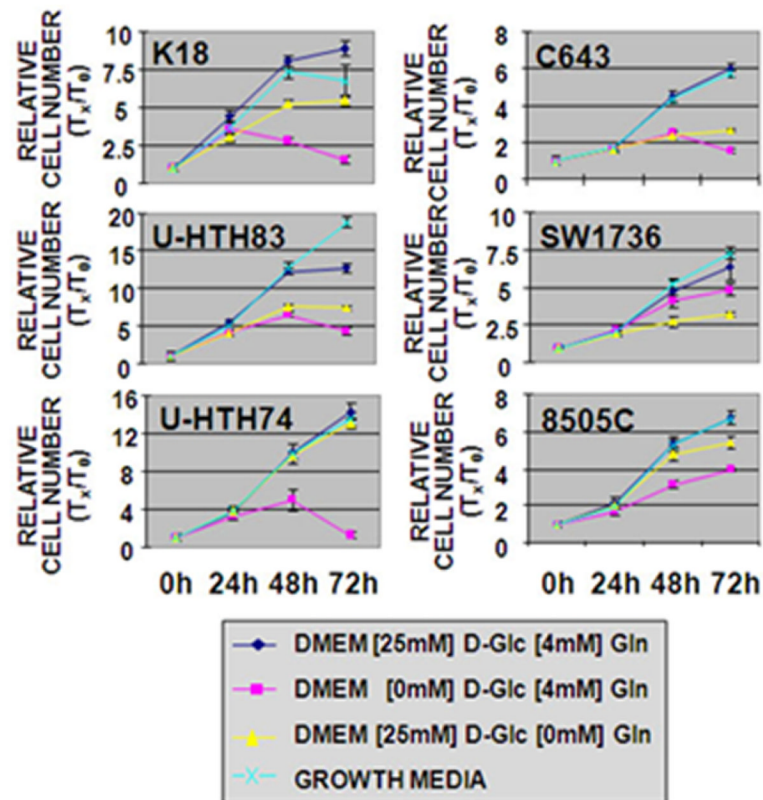 RELATIVE
CELL NUMBER
(Tx/T0)
10
7.5
5
2.5
0
K18
RELATIVE
CELL NUMBER
(Tx/T0)
8
6
4
2
0
C643
RELATIVE
CELL NUMBER
(Tx/T0)
20
15
10
5
0
U-HTH83
RELATIVE
CELL NUMBER
(Tx/T0)
10
7.5
5
2.5
0
SW1736
RELATIVE
CELL NUMBER
(Tx/T0)
16
12
8
4
0
U-HTH74
RELATIVE
CELL NUMBER
(Tx/T0)
8
6
4
2
0
8505C
0h 24h 48h 72h
0h 24h 48h 72h
DMEM [25mM] D-Glc [4mM] Gln
DMEM [0mM] D-Glc [4mM] Gln
DMEM [25mM] D-Glc [0mM] Gln
GROWTH MEDIA